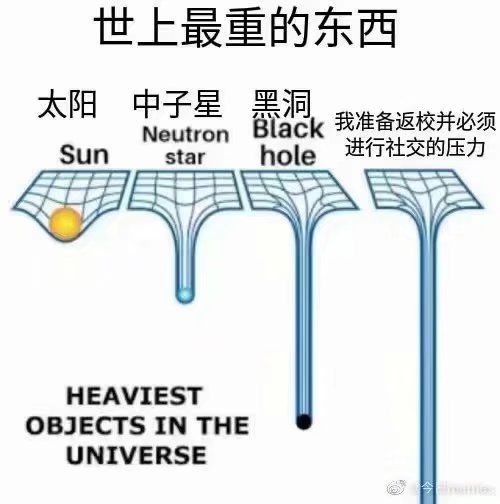 世上最重的东西
太阳
中子星
黑洞
我准备返校并必须
进行社交的压力
Sun
Neutron
star
Black
hole
HEAVIEST
OBJECTS IN THE
UNIVERSE